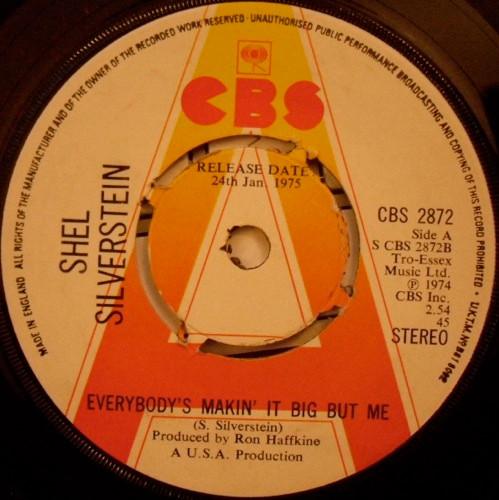 ALL RIGHTS OF THE MANUFACTURER AND OF THE OWNER OF THE RECORDED WORK RESERVED · UNAUTHORISED PUBLIC PERFORMANCE BROADCASTING AND COPYING OF THIS RECORD PROHIBITED · U.K.T.M. No
MADE IN ENGLAND
CBS
RELEASE DATE
24th Jan. 1975
SHEL
SILVERSTEIN
CBS 2872
Side A
S CBS 2872B
Tro-Essex
Music Ltd.
℗ 1974
CBS Inc.
2.54
45
STEREO
EVERYBODY'S MAKIN' IT BIG BUT ME
(S. Silverstein)
Produced by Ron Haffkine
A U.S.A. Production